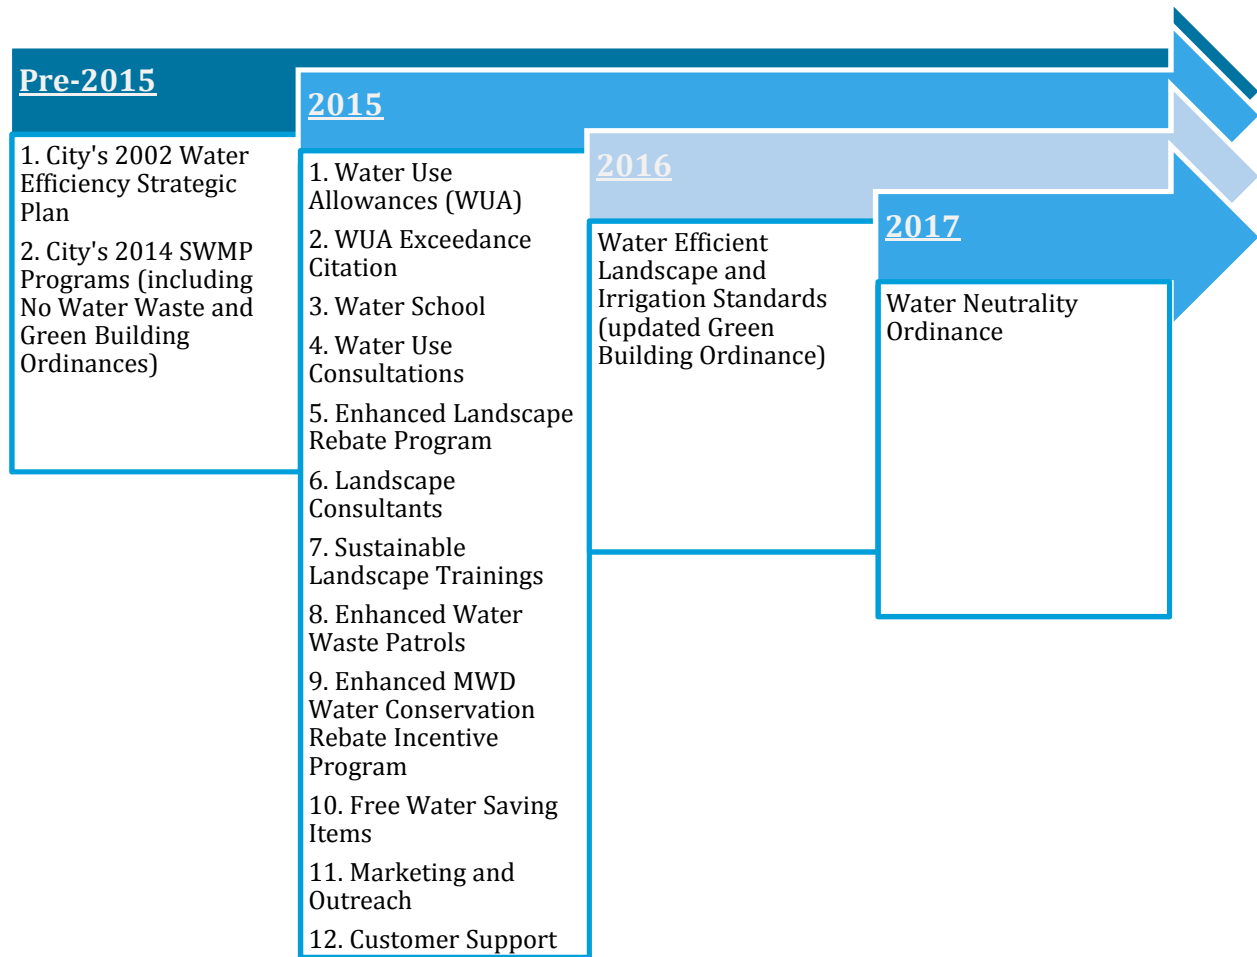 Pre-2015
1. City's 2002 Water
Efficiency Strategic
Plan
2. City's 2014 SWMP
Programs (including
No Water Waste and
Green Building
Ordinances)
2015
1. Water Use
Allowances (WUA)
2. WUA Exceedance
Citation
3. Water School
4. Water Use
Consultations
5. Enhanced Landscape
Rebate Program
6. Landscape
Consultants
7. Sustainable
Landscape Trainings
8. Enhanced Water
Waste Patrols
9. Enhanced MWD
Water Conservation
Rebate Incentive
Program
10. Free Water Saving
Items
11. Marketing and
Outreach
12. Customer Support
2016
Water Efficient
Landscape and
Irrigation Standards
(updated Green
Building Ordinance)
2017
Water Neutrality
Ordinance